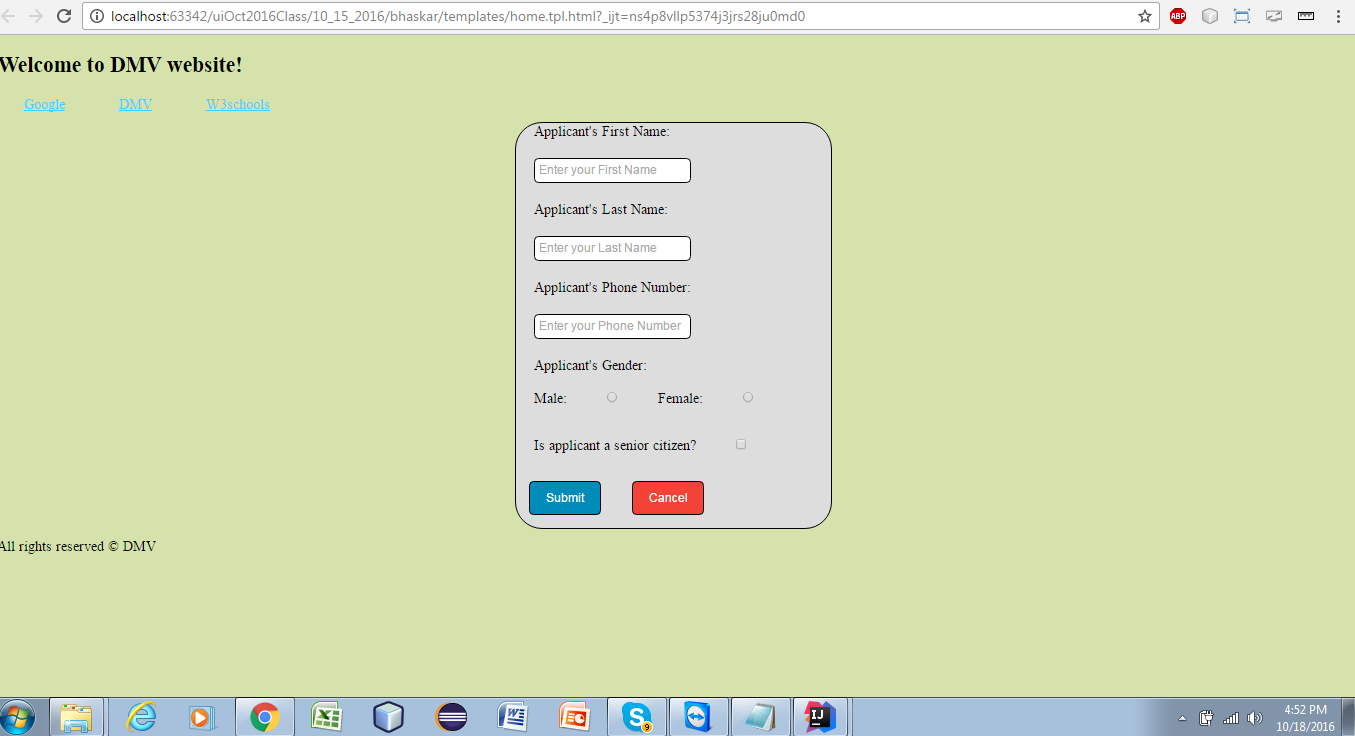 localhost:63342/uiOct2016Class/10_15_2016/bhaskar/templates/home.tpl.html?_ijt=ns4p8vllp5374j3jrs28ju0md0
ABP
Welcome to DMV website!
Google DMV W3schools
Applicant's First Name:
Enter your First Name
Applicant's Last Name:
Enter your Last Name
Applicant's Phone Number:
Enter your Phone Number
Applicant's Gender:
Male: Female:
Is applicant a senior citizen?
Submit Cancel
All rights reserved © DMV
9
IJ
4:52 PM
10/18/2016